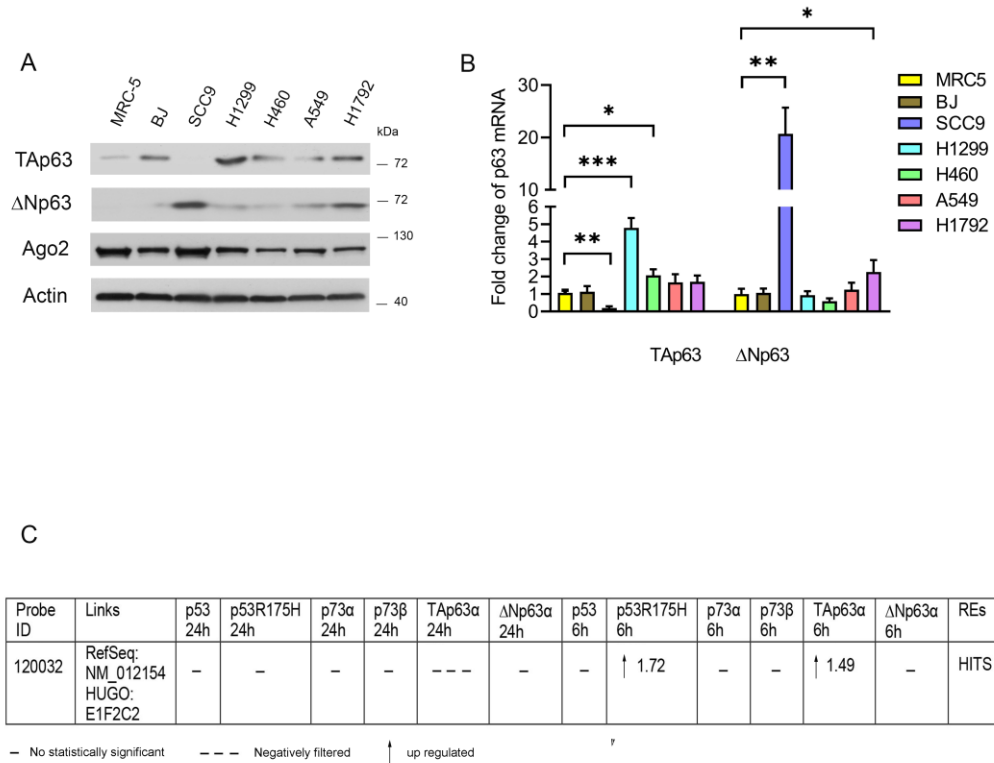 A
MRC-5 BJ SCC9 H1299 H460 A549 H1792
kDa
TAp63 — 72
ΔNp63 — 72
Ago2 — 130
Actin — 40
B
Fold change of p63 mRNA
30
20
10
6
5
4
3
2
1
0
** *** * ** *
TAp63 ΔNp63
MRC5
BJ
SCC9
H1299
H460
A549
H1792
C
Probe ID Links p53 24h p53R175H 24h p73α 24h p73β 24h TAp63α 24h ΔNp63α 24h p53 6h p53R175H 6h p73α 6h p73β 6h TAp63α 6h ΔNp63α 6h REs
120032 RefSeq: NM_012154 HUGO: E1F2C2 – – – – – – – – – ↑ 1.72 – – ↑ 1.49 – HITS
– No statistically significant – – – Negatively filtered ↑ up regulated